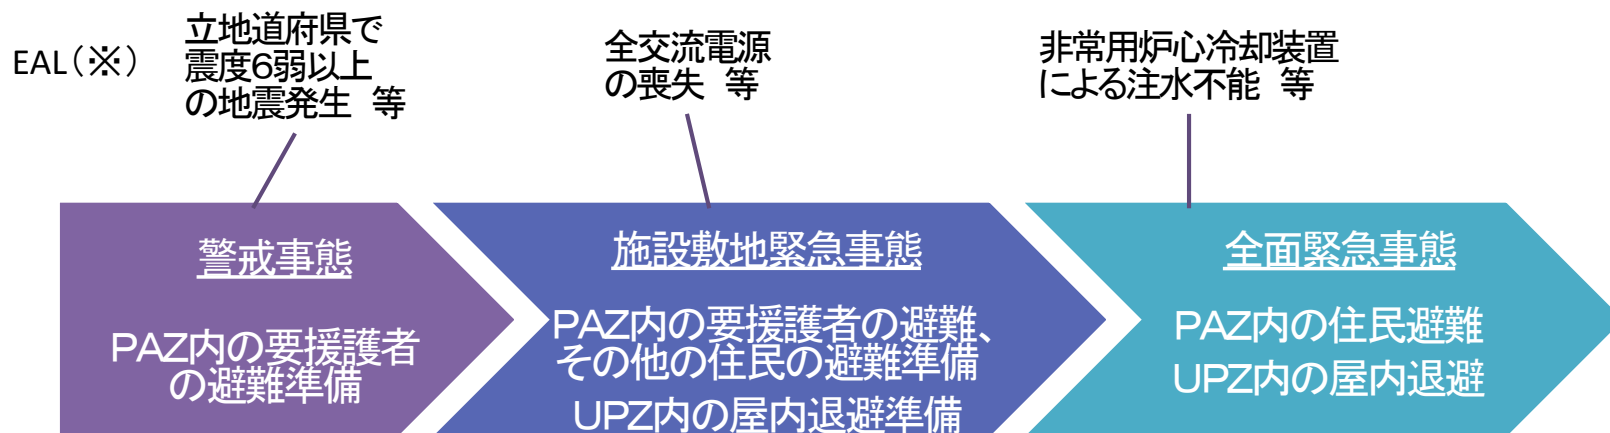 EAL(※)
立地道府県で
震度6弱以上
の地震発生 等
全交流電源
の喪失 等
非常用炉心冷却装置
による注水不能 等
警戒事態
PAZ内の要援護者
の避難準備
施設敷地緊急事態
PAZ内の要援護者の避難、
その他の住民の避難準備
UPZ内の屋内退避準備
全面緊急事態
PAZ内の住民避難
UPZ内の屋内退避